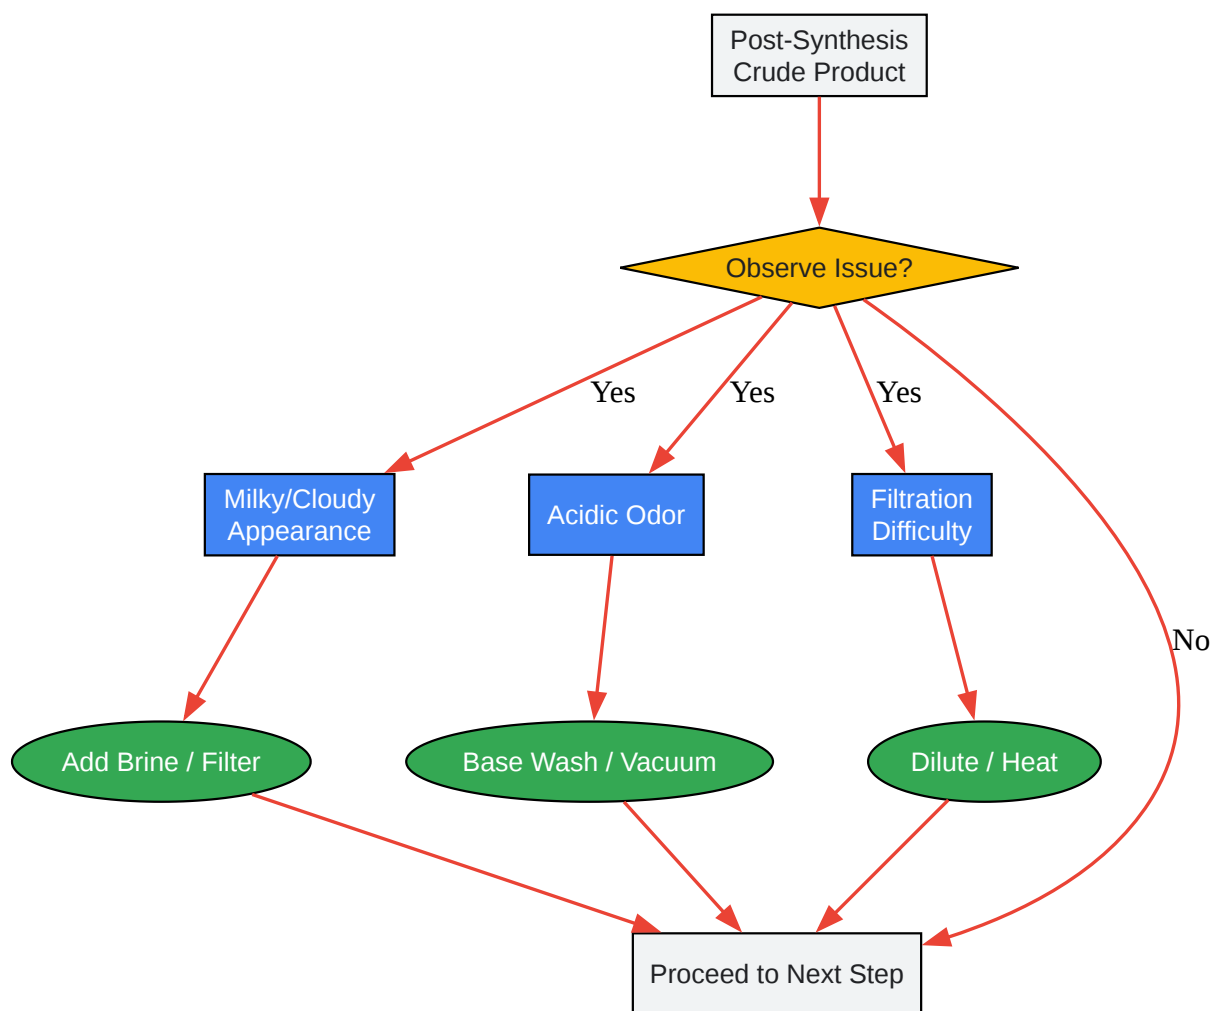 Post-Synthesis
Crude Product
Observe Issue?
Yes
Yes
Yes
Milky/Cloudy
Appearance
Acidic Odor
Filtration
Difficulty
No
Add Brine / Filter
Base Wash / Vacuum
Dilute / Heat
Proceed to Next Step